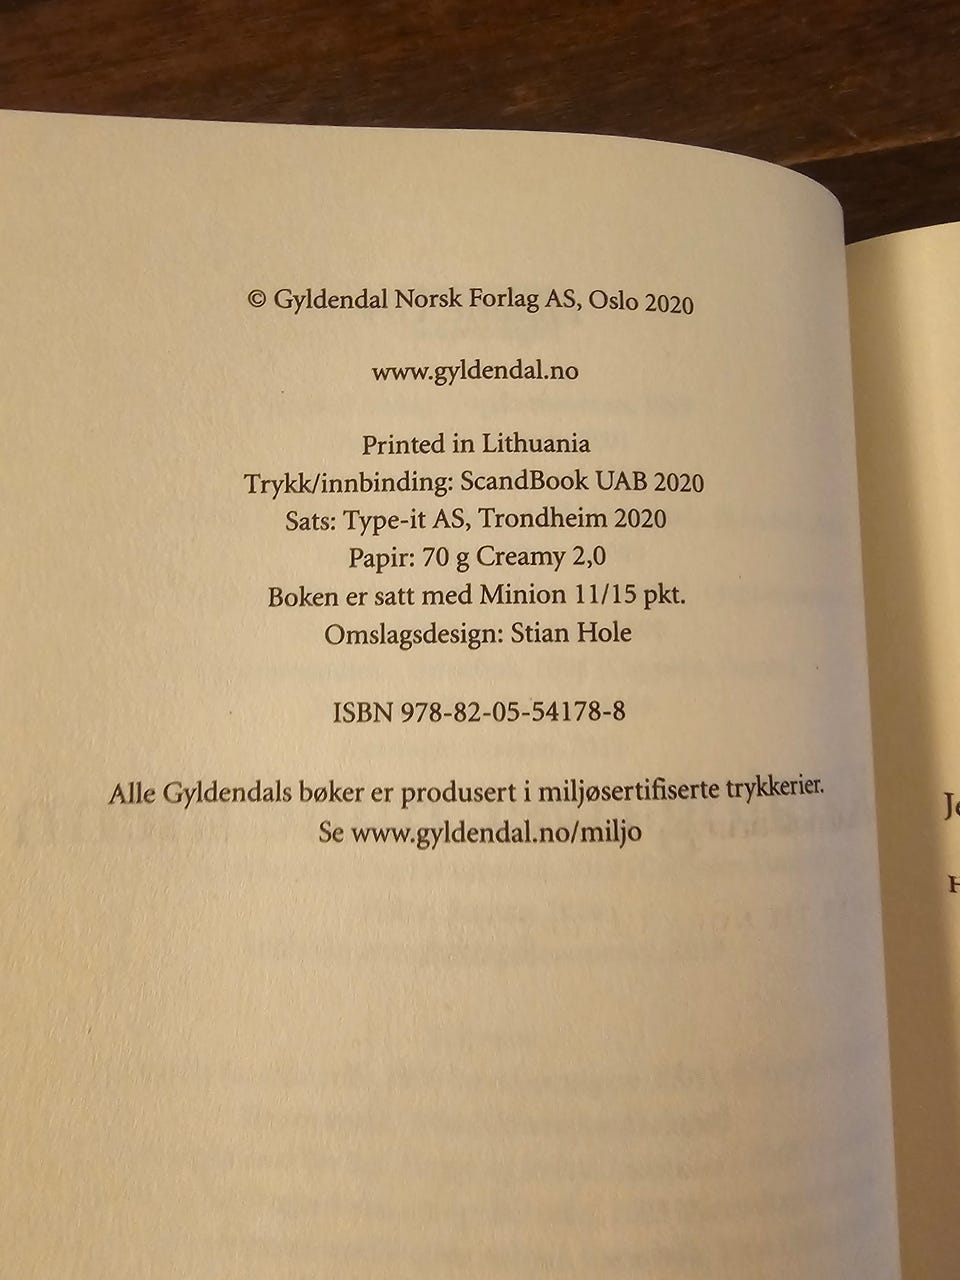 © Gyldendal Norsk Forlag AS, Oslo 2020
www.gyldendal.no
Printed in Lithuania
Trykk/innbinding: ScandBook UAB 2020
Sats: Type-it AS, Trondheim 2020
Papir: 70 g Creamy 2,0
Boken er satt med Minion 11/15 pkt.
Omslagsdesign: Stian Hole
ISBN 978-82-05-54178-8
Alle Gyldendals bøker er produsert i miljøsertifiserte trykkerier.
Se www.gyldendal.no/miljo